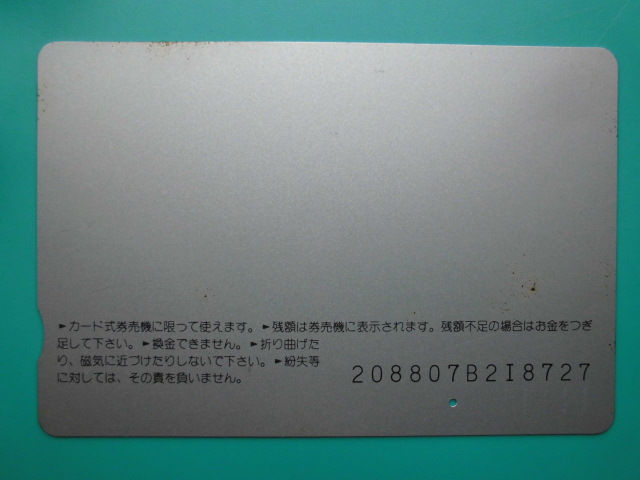 ►カード式券売機に限って使えます。►残額は券売機に表示されます。残額不足の場合はお金をつぎ
足して下さい。►換金できません。►折り曲げた
り、磁気に近づけたりしないで下さい。►紛失等
に対しては、その責を負いません。
208807B2I8727